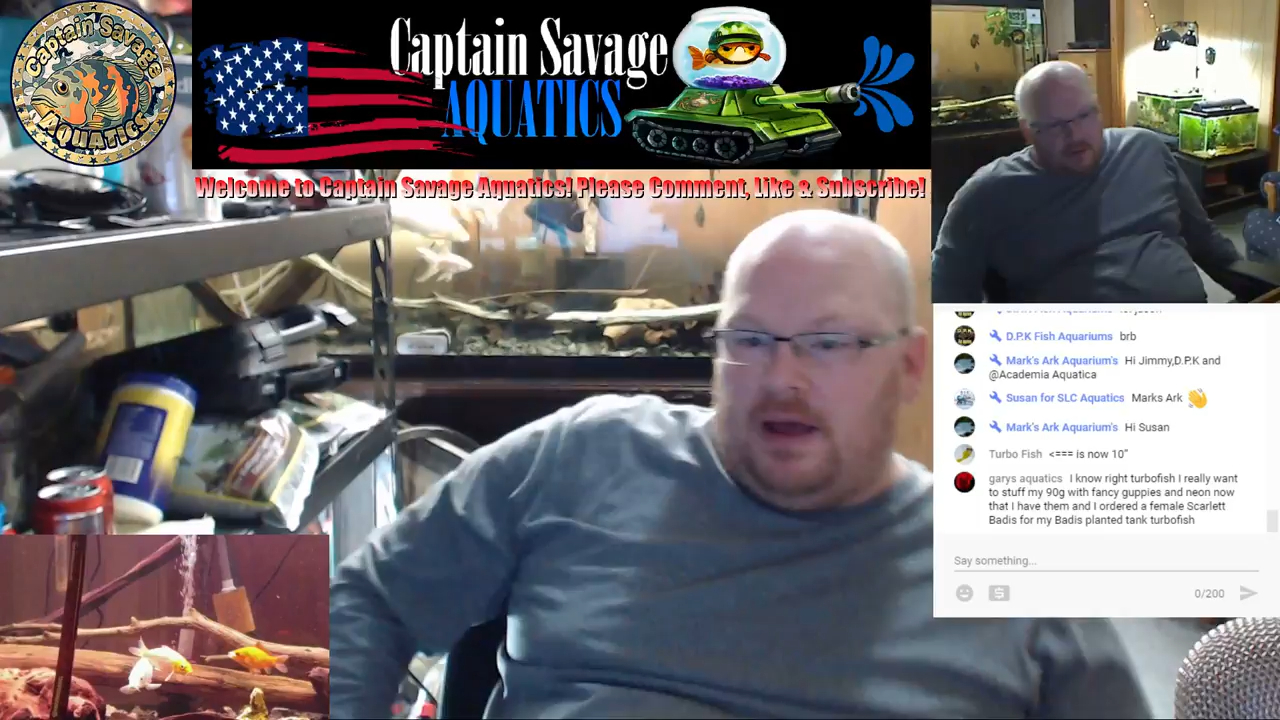 Captain Savage
AQUATICS
Captain Savage
AQUATICS
Welcome to Captain Savage Aquatics! Please Comment, Like & Subscribe!
D.P.K Fish Aquariums brb
Mark's Ark Aquarium's Hi Jimmy,D.P.K and
@Academia Aquatica
Susan for SLC Aquatics Marks Ark 👋
Mark's Ark Aquarium's Hi Susan
Turbo Fish <=== is now 10"
garys aquatics I know right turbofish I really want
to stuff my 90g with fancy guppies and neon now
that I have them and I ordered a female Scarlett
Badis for my Badis planted tank turbofish
Say something...
0/200